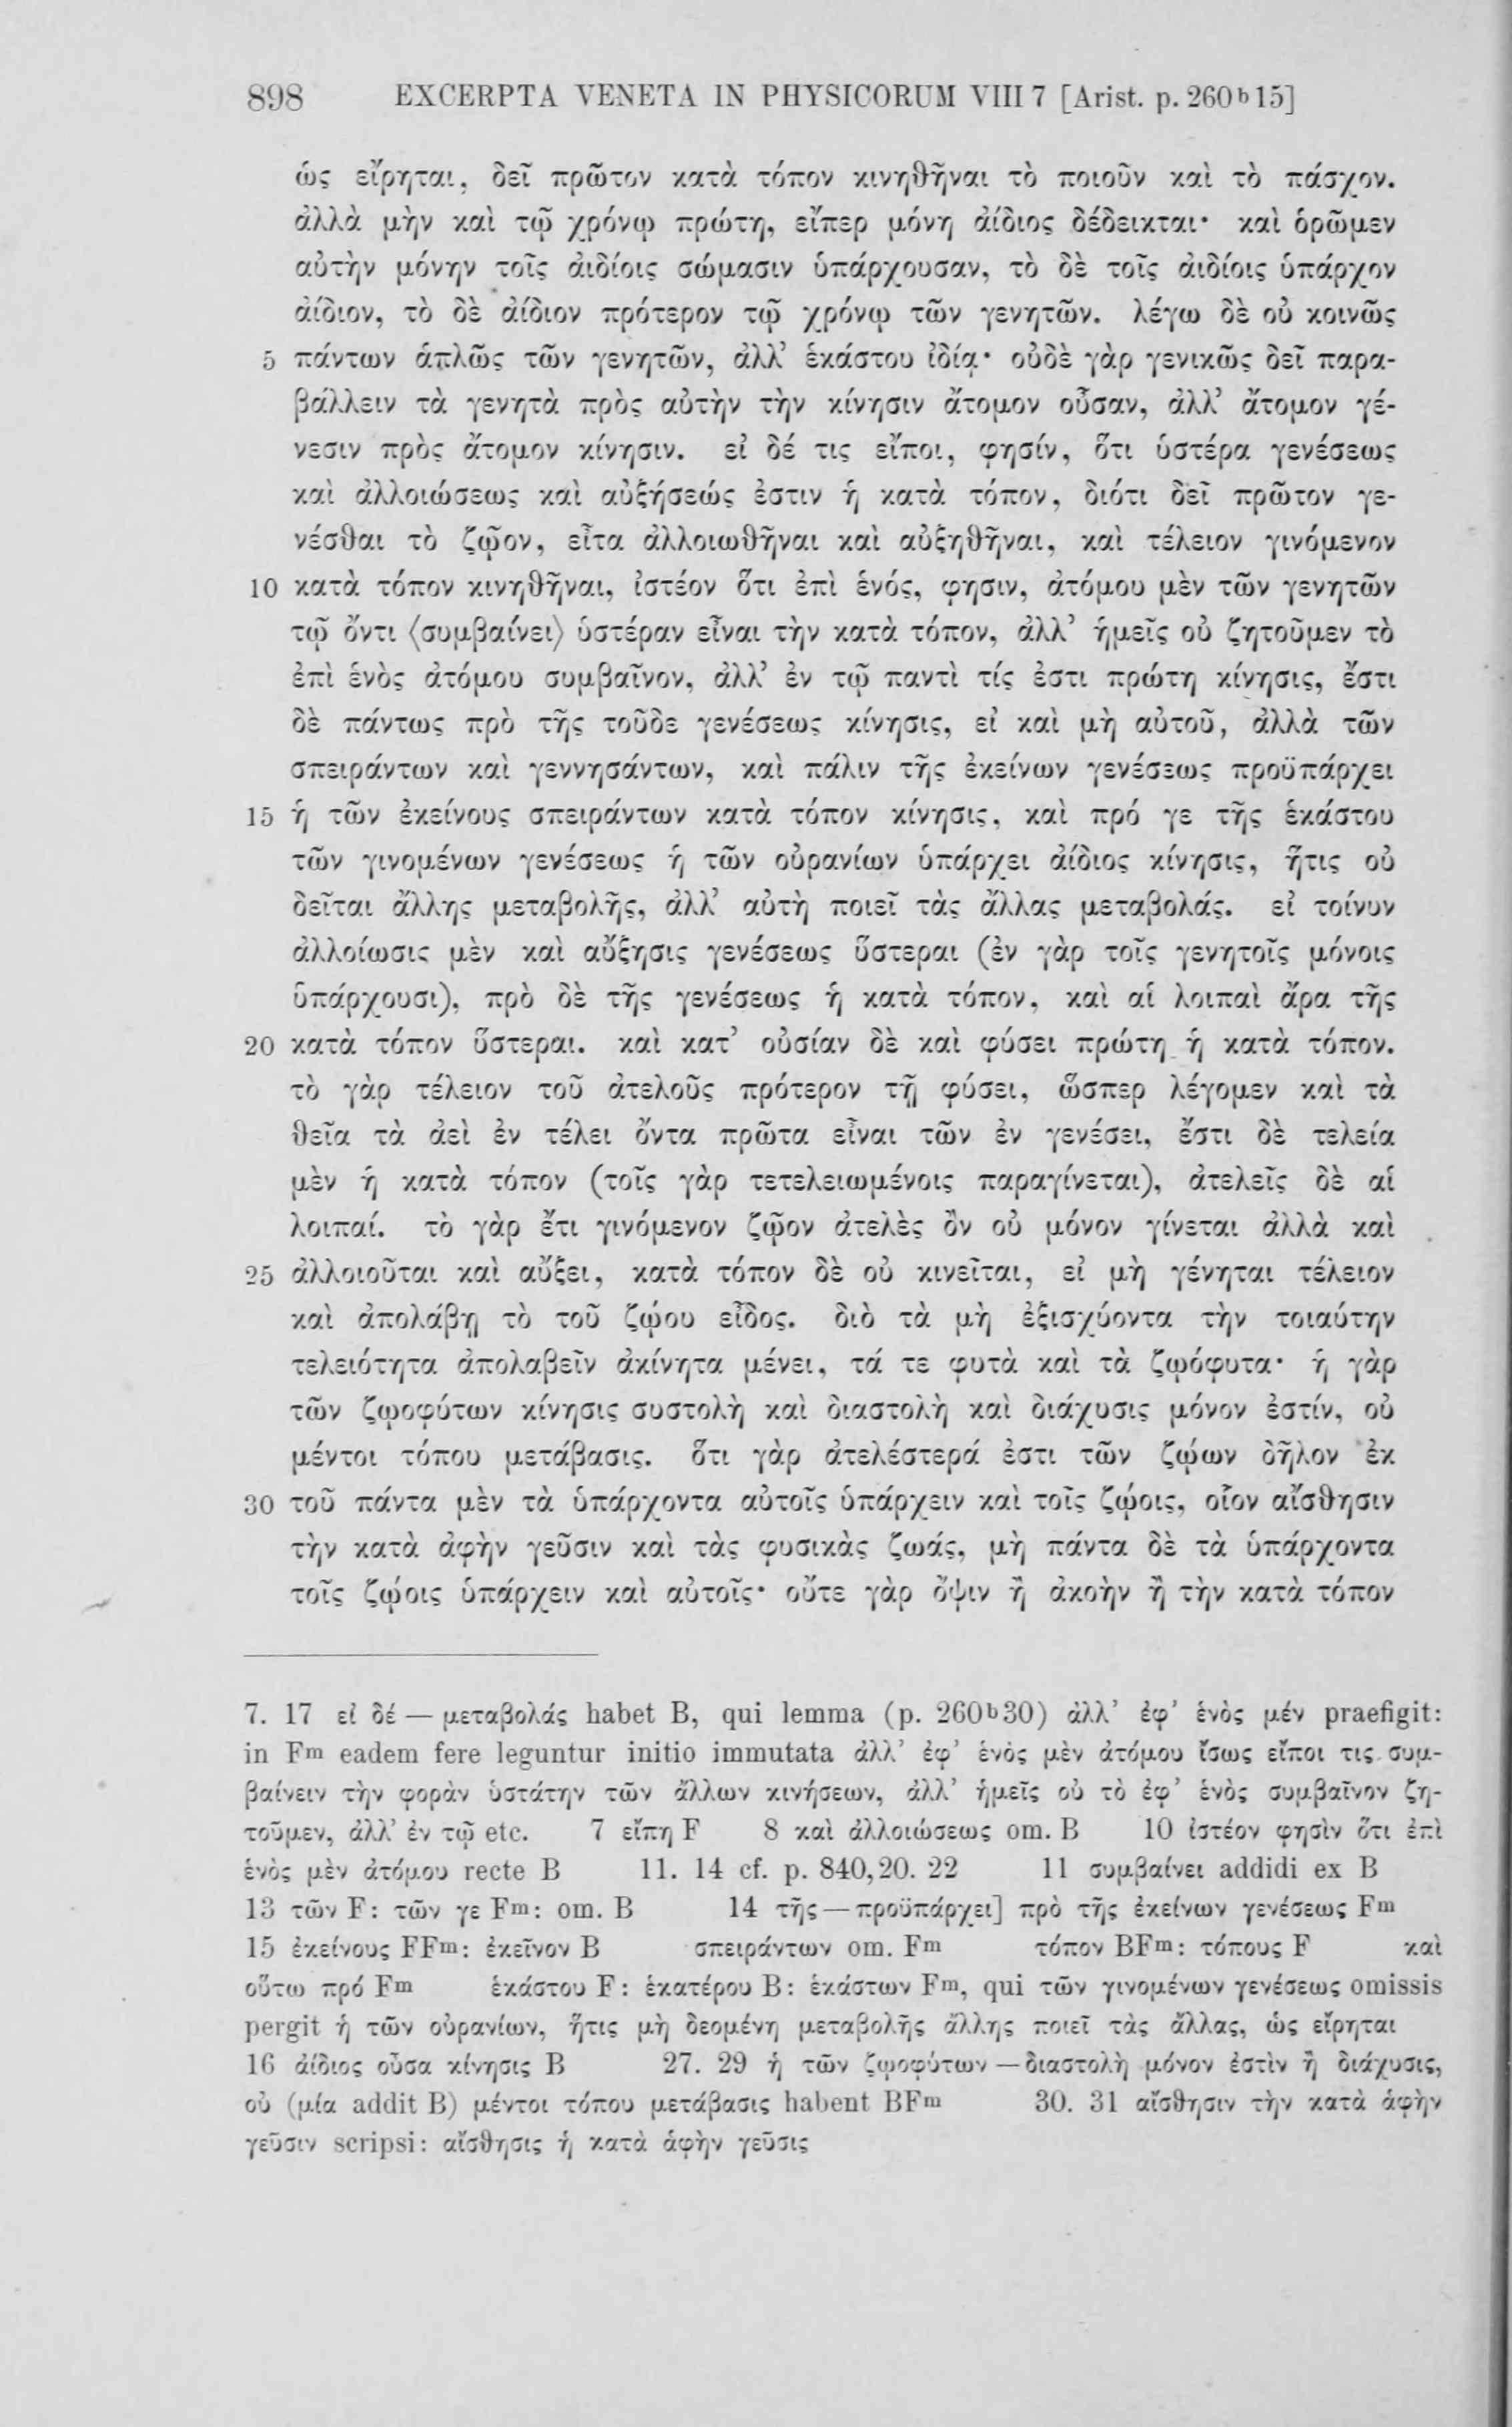 898 EXCERPTA VENETA IN PHYSICORUM VIII 7 [Arist. p. 260ᵇ15]
ὡς εἴρηται, δεῖ πρῶτον κατὰ τόπον κινηθῆναι τὸ ποιοῦν καὶ τὸ πάσχον.
ἀλλὰ μὴν καὶ τῷ χρόνῳ πρώτη, εἴπερ μόνη ἀίδιος δέδεικται· καὶ ὁρῶμεν
αὐτὴν μόνην τοῖς ἀιδίοις σώμασιν ὑπάρχουσαν, τὸ δὲ τοῖς ἀιδίοις ὑπάρχον
ἀίδιον, τὸ δὲ ἀίδιον πρότερον τῷ χρόνῳ τῶν γενητῶν. λέγω δὲ οὐ κοινῶς
5 πάντων ἁπλῶς τῶν γενητῶν, ἀλλ’ ἑκάστου ἰδίᾳ· οὐδὲ γὰρ γενικῶς δεῖ παρα-
βάλλειν τὰ γενητὰ πρὸς αὐτὴν τὴν κίνησιν ἄτομον οὖσαν, ἀλλ’ ἄτομον γέ-
νεσιν πρὸς ἄτομον κίνησιν. εἰ δέ τις εἴποι, φησίν, ὅτι ὑστέρα γενέσεως
καὶ ἀλλοιώσεως καὶ αὐξήσεώς ἐστιν ἡ κατὰ τόπον, διότι δεῖ πρῶτον γε-
νέσθαι τὸ ζῷον, εἶτα ἀλλοιωθῆναι καὶ αὐξηθῆναι, καὶ τέλειον γινόμενον
10 κατὰ τόπον κινηθῆναι, ἰστέον ὅτι ἐπὶ ἑνός, φησιν, ἀτόμου μὲν τῶν γενητῶν
τῷ ὄντι ⟨συμβαίνει⟩ ὑστέραν εἶναι τὴν κατὰ τόπον, ἀλλ’ ἡμεῖς οὐ ζητοῦμεν τὸ
ἐπὶ ἑνὸς ἀτόμου συμβαῖνον, ἀλλ’ ἐν τῷ παντὶ τίς ἐστι πρώτη κίνησις, ἔστι
δὲ πάντως πρὸ τῆς τοῦδε γενέσεως κίνησις, εἰ καὶ μὴ αὐτοῦ, ἀλλὰ τῶν
σπειράντων καὶ γεννησάντων, καὶ πάλιν τῆς ἐκείνων γενέσεως προϋπάρχει
15 ἡ τῶν ἐκείνους σπειράντων κατὰ τόπον κίνησις, καὶ πρό γε τῆς ἑκάστου
τῶν γινομένων γενέσεως ἡ τῶν οὐρανίων ὑπάρχει ἀίδιος κίνησις, ἥτις οὐ
δεῖται ἄλλης μεταβολῆς, ἀλλ’ αὐτὴ ποιεῖ τὰς ἄλλας μεταβολάς. εἰ τοίνυν
ἀλλοίωσις μὲν καὶ αὔξησις γενέσεως ὕστεραι (ἐν γὰρ τοῖς γενητοῖς μόνοις
ὑπάρχουσι), πρὸ δὲ τῆς γενέσεως ἡ κατὰ τόπον, καὶ αἱ λοιπαὶ ἄρα τῆς
20 κατὰ τόπον ὕστεραι. καὶ κατ’ οὐσίαν δὲ καὶ φύσει πρώτη ἡ κατὰ τόπον.
τὸ γὰρ τέλειον τοῦ ἀτελοῦς πρότερον τῇ φύσει, ὥσπερ λέγομεν καὶ τὰ
θεῖα τὰ ἀεὶ ἐν τέλει ὄντα πρῶτα εἶναι τῶν ἐν γενέσει, ἔστι δὲ τελεία
μὲν ἡ κατὰ τόπον (τοῖς γὰρ τετελειωμένοις παραγίνεται), ἀτελεῖς δὲ αἱ
λοιπαί. τὸ γὰρ ἔτι γινόμενον ζῷον ἀτελὲς ὂν οὐ μόνον γίνεται ἀλλὰ καὶ
25 ἀλλοιοῦται καὶ αὔξει, κατὰ τόπον δὲ οὐ κινεῖται, εἰ μὴ γένηται τέλειον
καὶ ἀπολάβῃ τὸ τοῦ ζῴου εἶδος. διὸ τὰ μὴ ἐξισχύοντα τὴν τοιαύτην
τελειότητα ἀπολαβεῖν ἀκίνητα μένει, τά τε φυτὰ καὶ τὰ ζῳόφυτα· ἡ γὰρ
τῶν ζῳοφύτων κίνησις συστολὴ καὶ διαστολὴ καὶ διάχυσις μόνον ἐστίν, οὐ
μέντοι τόπου μετάβασις. ὅτι γὰρ ἀτελέστερά ἐστι τῶν ζῴων δῆλον ἐκ
30 τοῦ πάντα μὲν τὰ ὑπάρχοντα αὐτοῖς ὑπάρχειν καὶ τοῖς ζῴοις, οἷον αἴσθησιν
τὴν κατὰ ἁφὴν γεῦσιν καὶ τὰς φυσικὰς ζωάς, μὴ πάντα δὲ τὰ ὑπάρχοντα
τοῖς ζῴοις ὑπάρχειν καὶ αὐτοῖς· οὔτε γὰρ ὄψιν ἢ ἀκοὴν ἢ τὴν κατὰ τόπον
7. 17 εἰ δέ — μεταβολάς habet B, qui lemma (p. 260ᵇ30) ἀλλ’ ἐφ’ ἑνὸς μέν praefigit:
in Fᵐ eadem fere leguntur initio immutata ἀλλ’ ἐφ’ ἑνὸς μὲν ἀτόμου ἴσως εἴποι τις συμ-
βαίνειν τὴν φορὰν ὑστάτην τῶν ἄλλων κινήσεων, ἀλλ’ ἡμεῖς οὐ τὸ ἐφ’ ἑνὸς συμβαῖνον ζη-
τοῦμεν, ἀλλ’ ἐν τῷ etc. 7 εἴπη F 8 καὶ ἀλλοιώσεως om. B 10 ἰστέον φησὶν ὅτι ἐπὶ
ἑνὸς μὲν ἀτόμου recte B 11. 14 cf. p. 840,20. 22 11 συμβαίνει addidi ex B
13 τῶν F: τῶν γε Fᵐ: om. B 14 τῆς — προϋπάρχει] πρὸ τῆς ἐκείνων γενέσεως Fᵐ
15 ἐκείνους FFᵐ: ἐκεῖνον B σπειράντων om. Fᵐ τόπον BFᵐ: τόπους F καὶ
οὕτω πρό Fᵐ ἑκάστου F: ἑκατέρου B: ἑκάστων Fᵐ, qui τῶν γινομένων γενέσεως omissis
pergit ἡ τῶν οὐρανίων, ἥτις μὴ δεομένη μεταβολῆς ἄλλης ποιεῖ τὰς ἄλλας, ὡς εἴρηται
16 ἀίδιος οὖσα κίνησις B 27. 29 ἡ τῶν ζῳοφύτων — διαστολὴ μόνον ἐστὶν ἢ διάχυσις,
οὐ (μία addit B) μέντοι τόπου μετάβασις habent BFᵐ 30. 31 αἴσθησιν τὴν κατὰ ἁφὴν
γεῦσιν scripsi: αἴσθησις ἡ κατὰ ἁφὴν γεῦσις